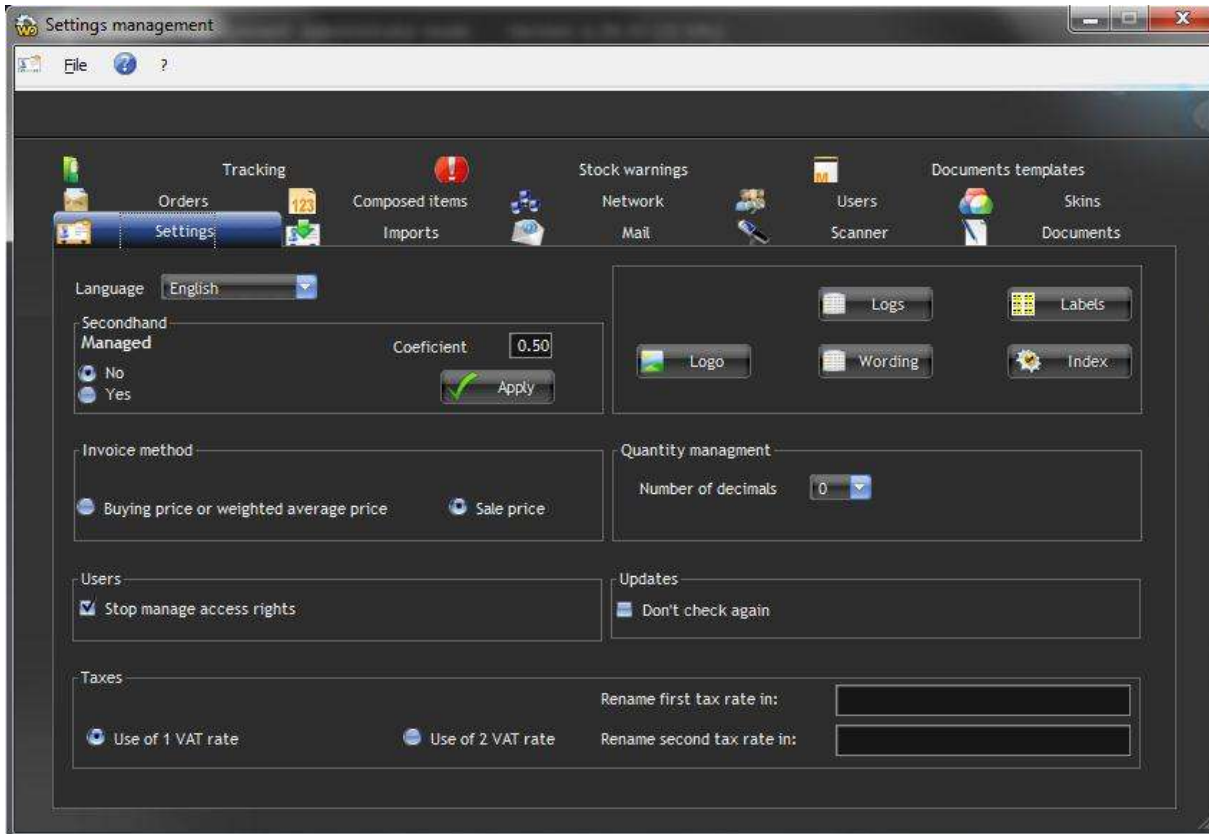 Settings management
File ?
Tracking Stock warnings Documents templates
Orders 123 Composed items Network Users Skins
Settings Imports Mail Scanner Documents
Language English
Secondhand
Managed
No
Yes
Coeficient 0.50
Apply
Logs Labels
Logo Wording Index
Invoice method
Buying price or weighted average price Sale price
Quantity managment
Number of decimals 0
Users
Stop manage access rights
Updates
Don't check again
Taxes
Use of 1 VAT rate Use of 2 VAT rate
Rename first tax rate in:
Rename second tax rate in: